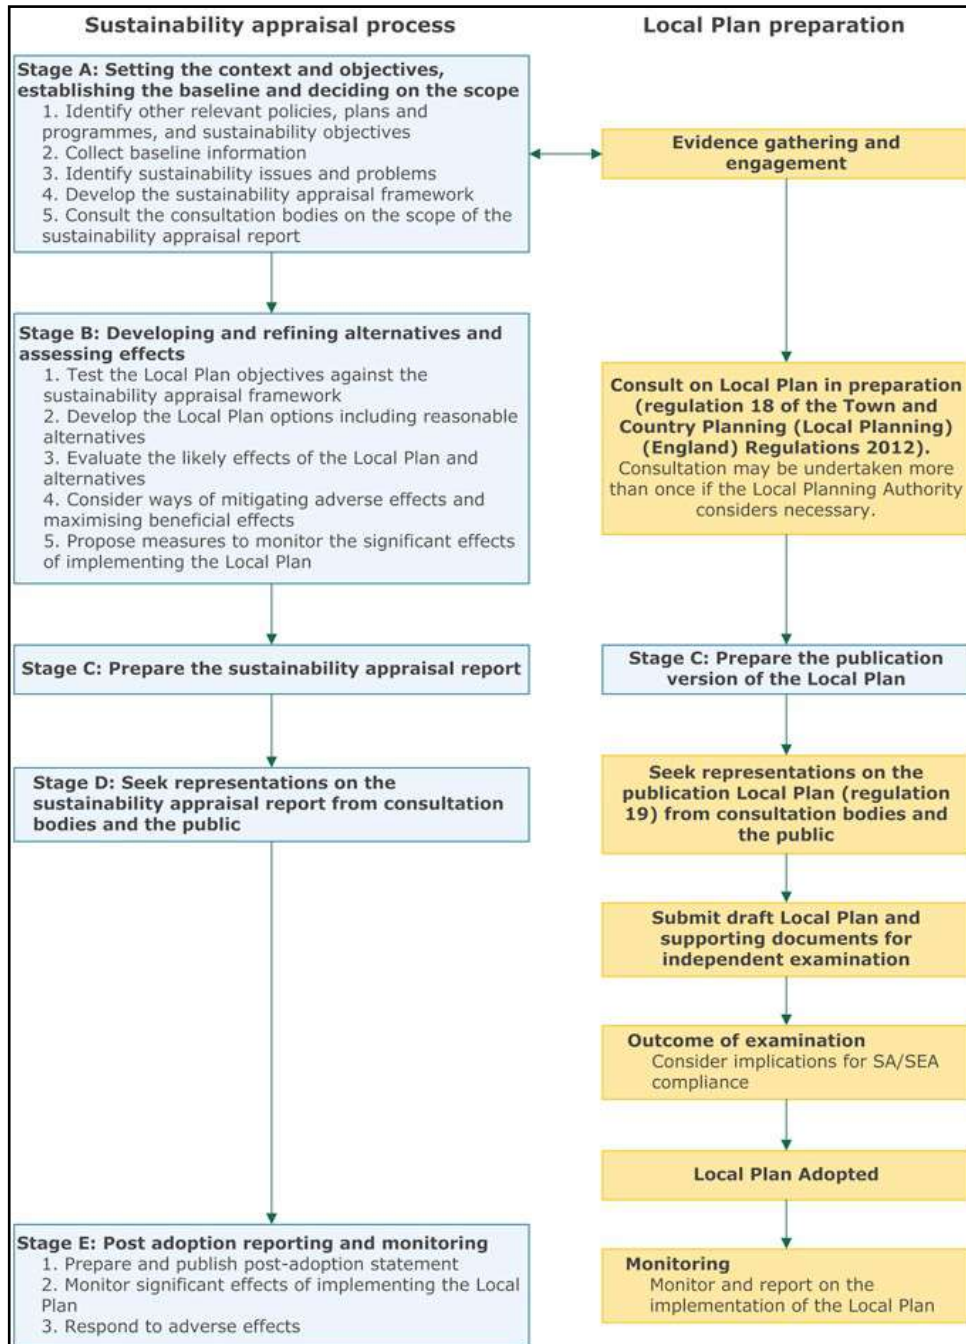 Sustainability appraisal process
Stage A: Setting the context and objectives,
establishing the baseline and deciding on the scope
1. Identify other relevant policies, plans and
programmes, and sustainability objectives
2. Collect baseline information
3. Identify sustainability issues and problems
4. Develop the sustainability appraisal framework
5. Consult the consultation bodies on the scope of the
sustainability appraisal report
Stage B: Developing and refining alternatives and
assessing effects
1. Test the Local Plan objectives against the
sustainability appraisal framework
2. Develop the Local Plan options including reasonable
alternatives
3. Evaluate the likely effects of the Local Plan and
alternatives
4. Consider ways of mitigating adverse effects and
maximising beneficial effects
5. Propose measures to monitor the significant effects
of implementing the Local Plan
Stage C: Prepare the sustainability appraisal report
Stage D: Seek representations on the
sustainability appraisal report from consultation
bodies and the public
Stage E: Post adoption reporting and monitoring
1. Prepare and publish post-adoption statement
2. Monitor significant effects of implementing the Local
Plan
3. Respond to adverse effects
Local Plan preparation
Evidence gathering and
engagement
Consult on Local Plan in preparation
(regulation 18 of the Town and
Country Planning (Local Planning)
(England) Regulations 2012).
Consultation may be undertaken more
than once if the Local Planning Authority
considers necessary.
Stage C: Prepare the publication
version of the Local Plan
Seek representations on the
publication Local Plan (regulation
19) from consultation bodies and
the public
Submit draft Local Plan and
supporting documents for
independent examination
Outcome of examination
Consider implications for SA/SEA
compliance
Local Plan Adopted
Monitoring
Monitor and report on the
implementation of the Local Plan